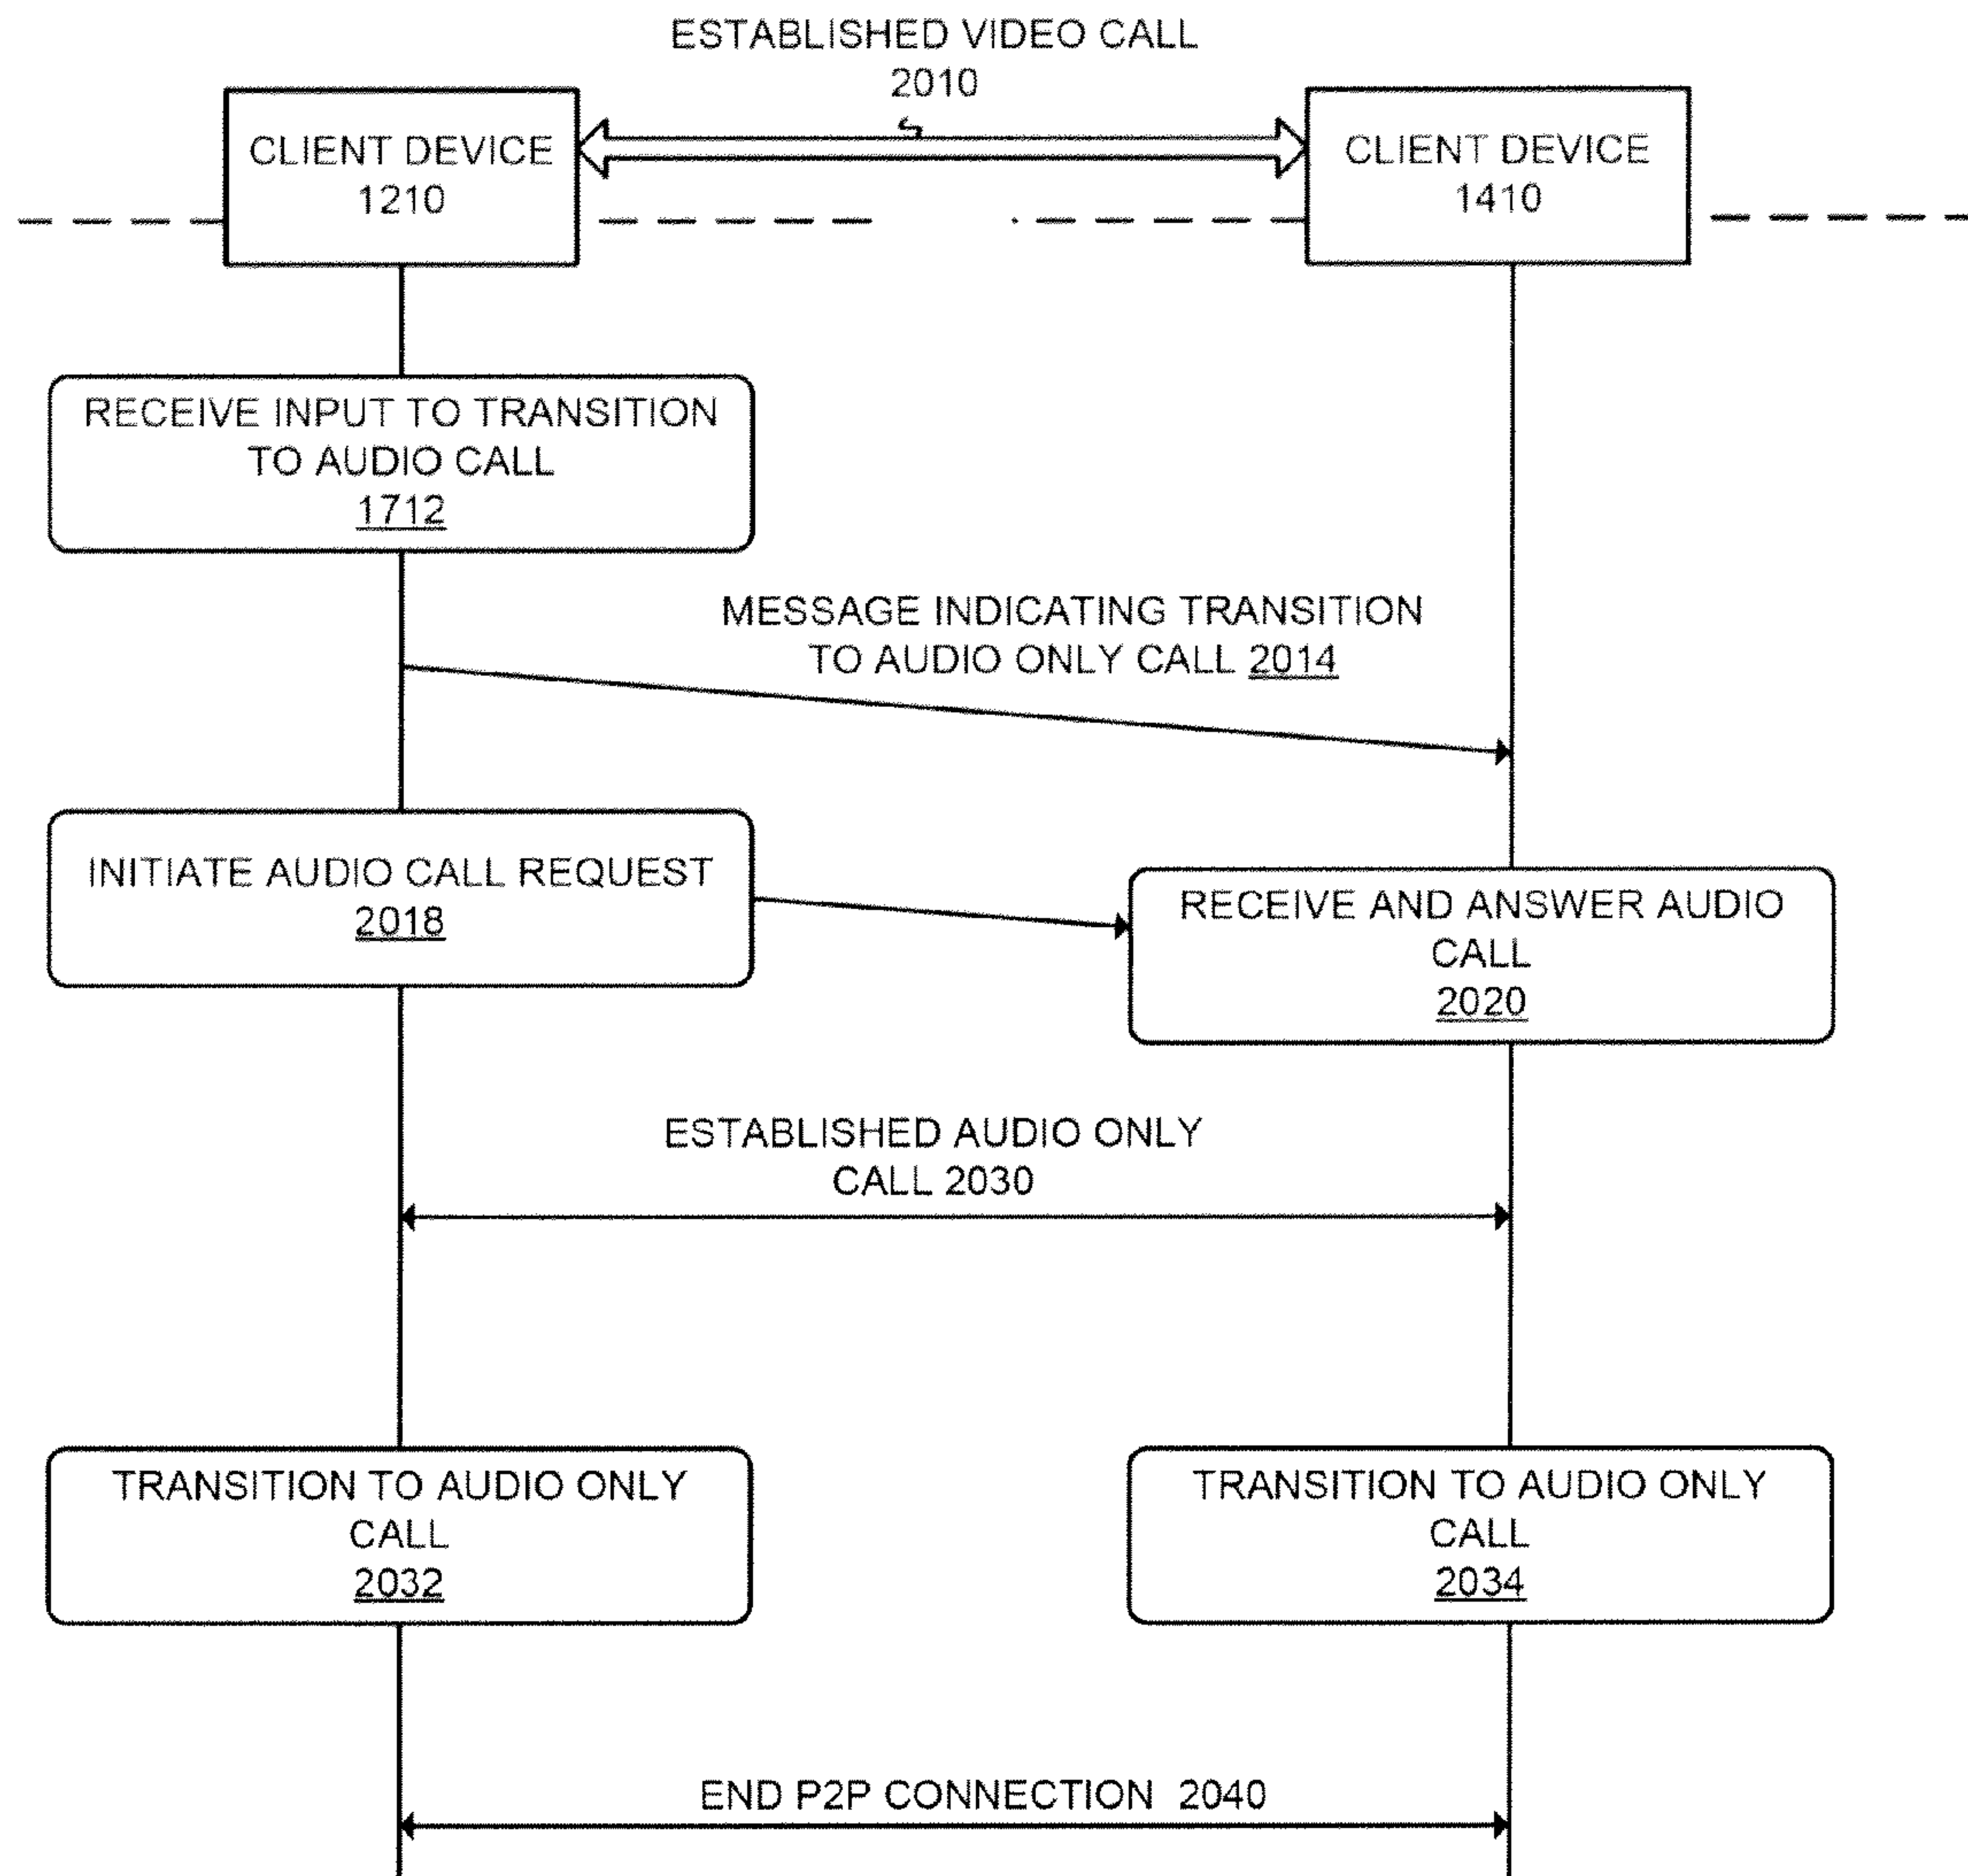 ESTABLISHED VIDEO CALL
2010
CLIENT DEVICE
1210
CLIENT DEVICE
1410
RECEIVE INPUT TO TRANSITION
TO AUDIO CALL
1712
MESSAGE INDICATING TRANSITION
TO AUDIO ONLY CALL 2014
INITIATE AUDIO CALL REQUEST
2018
RECEIVE AND ANSWER AUDIO
CALL
2020
ESTABLISHED AUDIO ONLY
CALL 2030
TRANSITION TO AUDIO ONLY
CALL
2032
TRANSITION TO AUDIO ONLY
CALL
2034
END P2P CONNECTION 2040